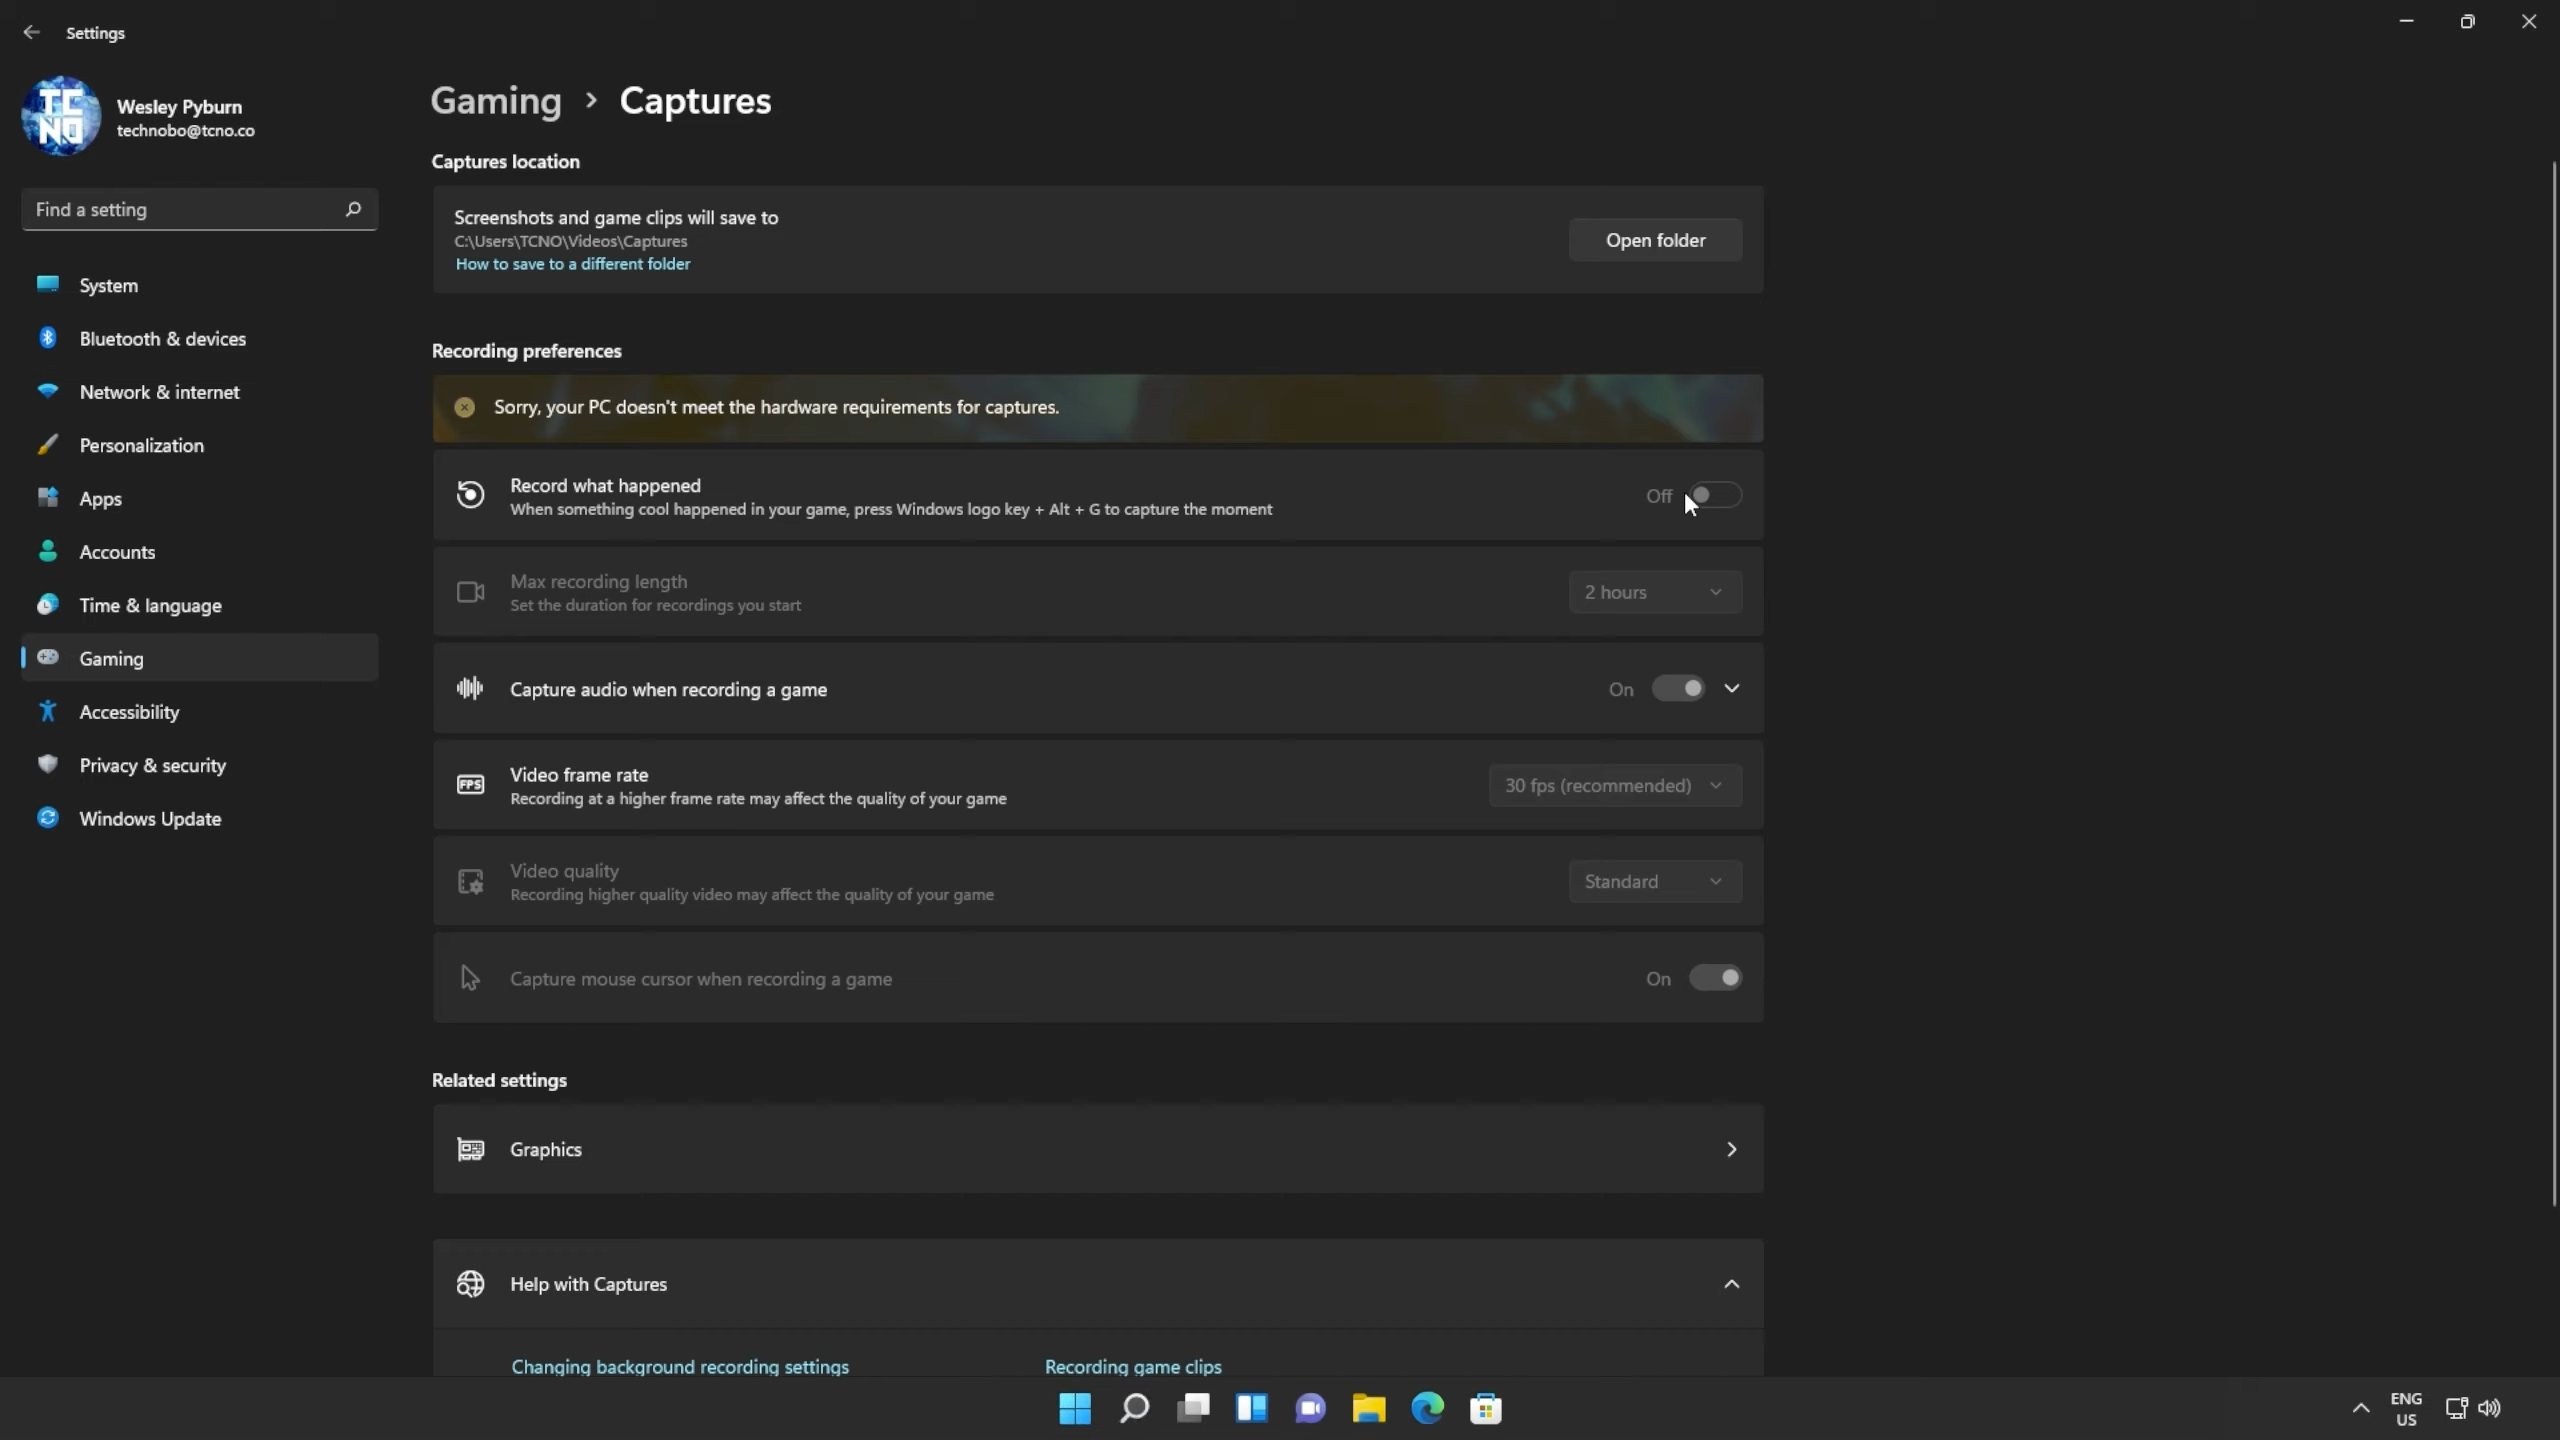 Settings
TC
NO
Wesley Pyburn
technobo@tcno.co
Find a setting
System
Bluetooth & devices
Network & internet
Personalization
Apps
Accounts
Time & language
Gaming
Accessibility
Privacy & security
Windows Update
Gaming > Captures
Captures location
Screenshots and game clips will save to
C:\Users\TCNO\Videos\Captures
How to save to a different folder
Open folder
Recording preferences
Sorry, your PC doesn't meet the hardware requirements for captures.
Record what happened
When something cool happened in your game, press Windows logo key + Alt + G to capture the moment
Off
Max recording length
Set the duration for recordings you start
2 hours
Capture audio when recording a game
On
FPS
Video frame rate
Recording at a higher frame rate may affect the quality of your game
30 fps (recommended)
Video quality
Recording higher quality video may affect the quality of your game
Standard
Capture mouse cursor when recording a game
On
Related settings
Graphics
Help with Captures
Changing background recording settings
Recording game clips
ENG
US